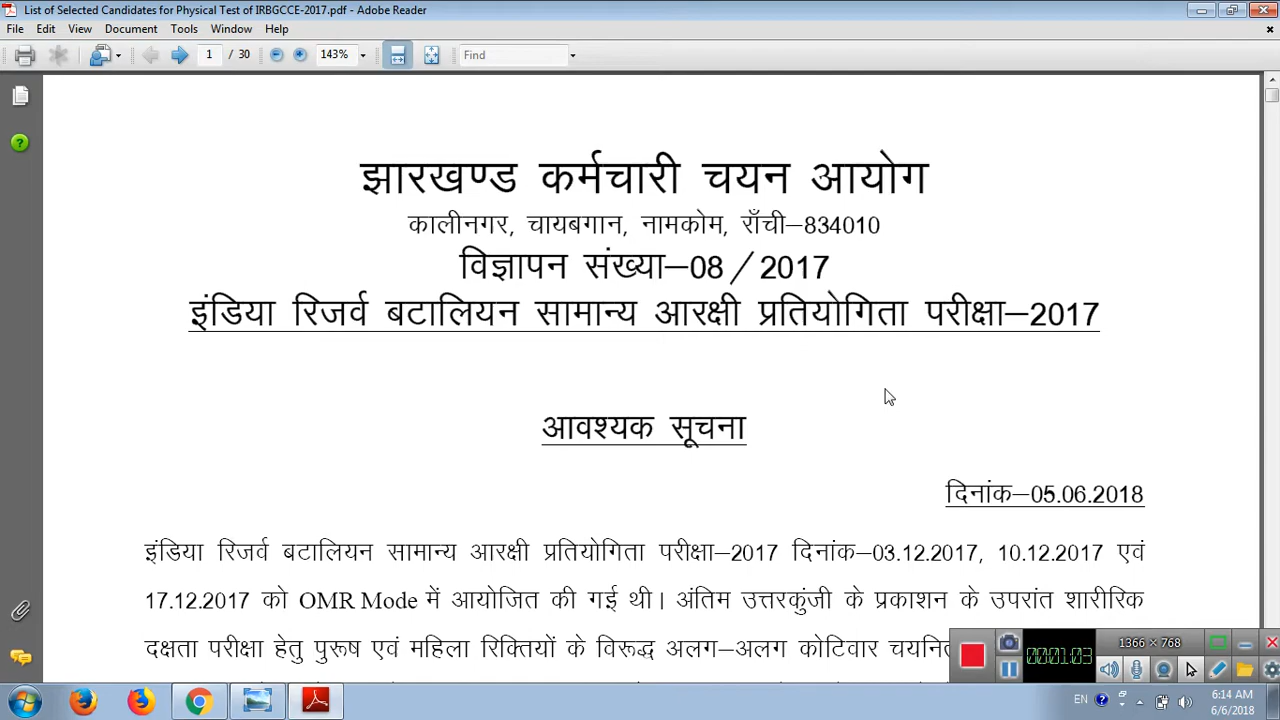 List of Selected Candidates for Physical Test of IRBGCCE-2017.pdf - Adobe Reader
File Edit View Document Tools Window Help
1 / 30 143% Find
झारखण्ड कर्मचारी चयन आयोग
कालीनगर, चायबगान, नामकोम, राँची–834010
विज्ञापन संख्या–08/2017
इंडिया रिजर्व बटालियन सामान्य आरक्षी प्रतियोगिता परीक्षा–2017
आवश्यक सूचना
दिनांक–05.06.2018
इंडिया रिजर्व बटालियन सामान्य आरक्षी प्रतियोगिता परीक्षा–2017 दिनांक–03.12.2017, 10.12.2017 एवं
17.12.2017 को OMR Mode में आयोजित की गई थी। अंतिम उत्तरकुंजी के प्रकाशन के उपरांत शारीरिक
दक्षता परीक्षा हेतु पुरूष एवं महिला रिक्तियों के विरूद्ध अलग–अलग कोटिवार
1366 × 768
00:01:03
EN 6:14 AM
6/6/2018